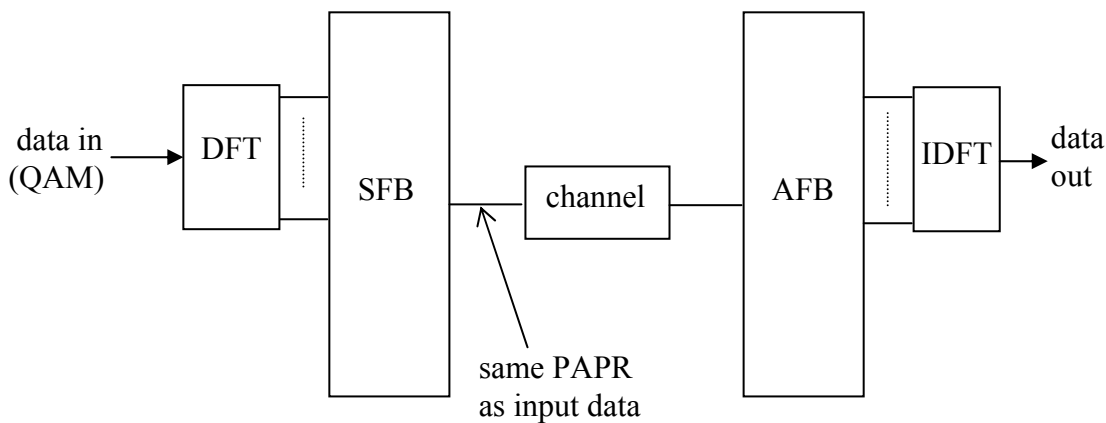 data in
(QAM)
DFT
SFB
channel
same PAPR
as input data
AFB
IDFT
data
out